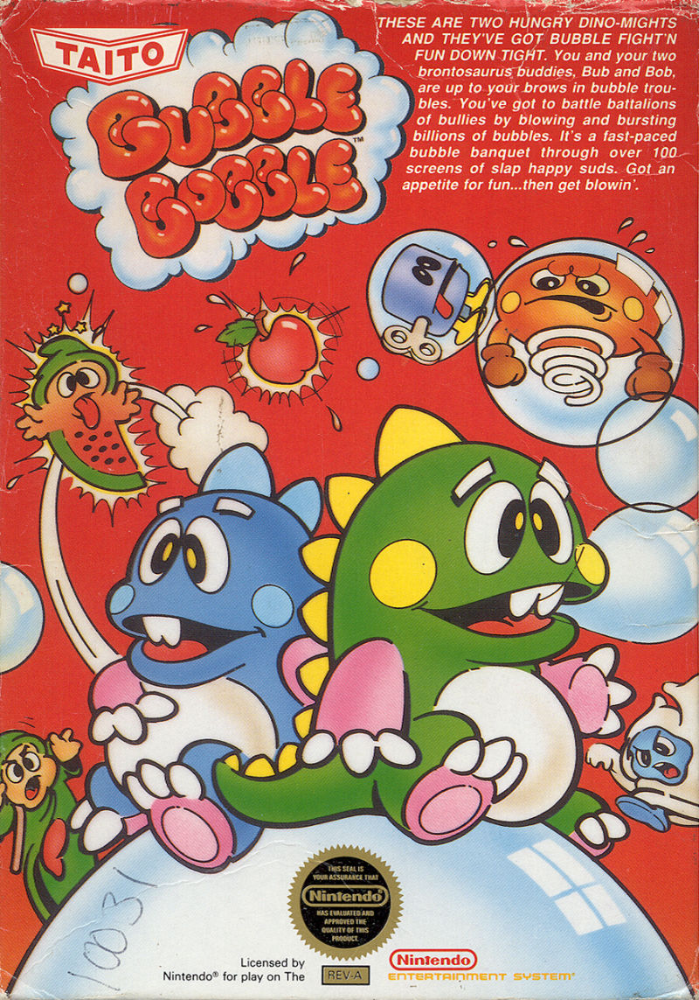 TAITO
BUBBLE
BOBBLE™
THESE ARE TWO HUNGRY DINO-MIGHTS
AND THEY'VE GOT BUBBLE FIGHT'N
FUN DOWN TIGHT. You and your two
brontosaurus buddies, Bub and Bob,
are up to your brows in bubble trou-
bles. You've got to battle battalions
of bullies by blowing and bursting
billions of bubbles. It's a fast-paced
bubble banquet through over 100
screens of slap happy suds. Got an
appetite for fun...then get blowin'.
10031
THIS SEAL IS
YOUR ASSURANCE THAT
Nintendo®
HAS EVALUATED AND
APPROVED THE
QUALITY OF THIS
PRODUCT.
Licensed by
Nintendo® for play on The
REV-A
Nintendo
ENTERTAINMENT SYSTEM®